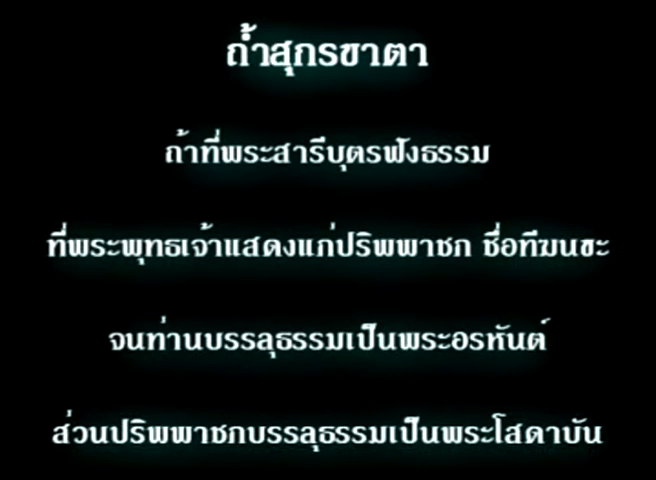 ถ้ำสุกรขาตา
ถ้าที่พระสารีบุตรฟังธรรม
ที่พระพุทธเจ้าแสดงแก่ปริพพาชก ชื่อทีฆนขะ
จนท่านบรรลุธรรมเป็นพระอรหันต์
ส่วนปริพพาชกบรรลุธรรมเป็นพระโสดาบัน